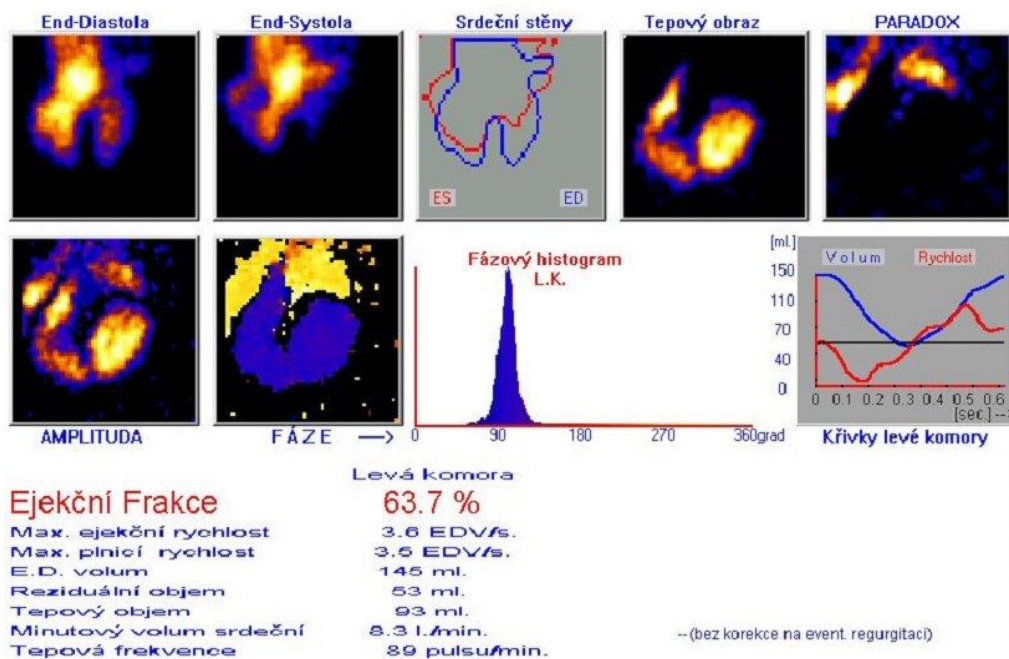 End-Diastola
End-Systola
Srdeční stěny
Tepový obraz
PARADOX
ES
ED
AMPLITUDA
FÁZE -->
Fázový histogram
L.K.
0 90 180 270 360grad
[ml.]
150
110
70
40
0
Volum
Rychlost
0 0.1 0.2 0.3 0.4 0.5 0.6
[sec.]-->
Křivky levé komory
Levá komora
Ejekční Frakce 63.7 %
Max. ejekční rychlost 3.6 EDV/s.
Max. plnicí rychlost 3.5 EDV/s.
E.D. volum 145 ml.
Reziduální objem 53 ml.
Tepový objem 93 ml.
Minutový volum srdeční 8.3 l./min.
Tepová frekvence 89 pulsu/min.
--(bez korekce na event. regurgitaci)